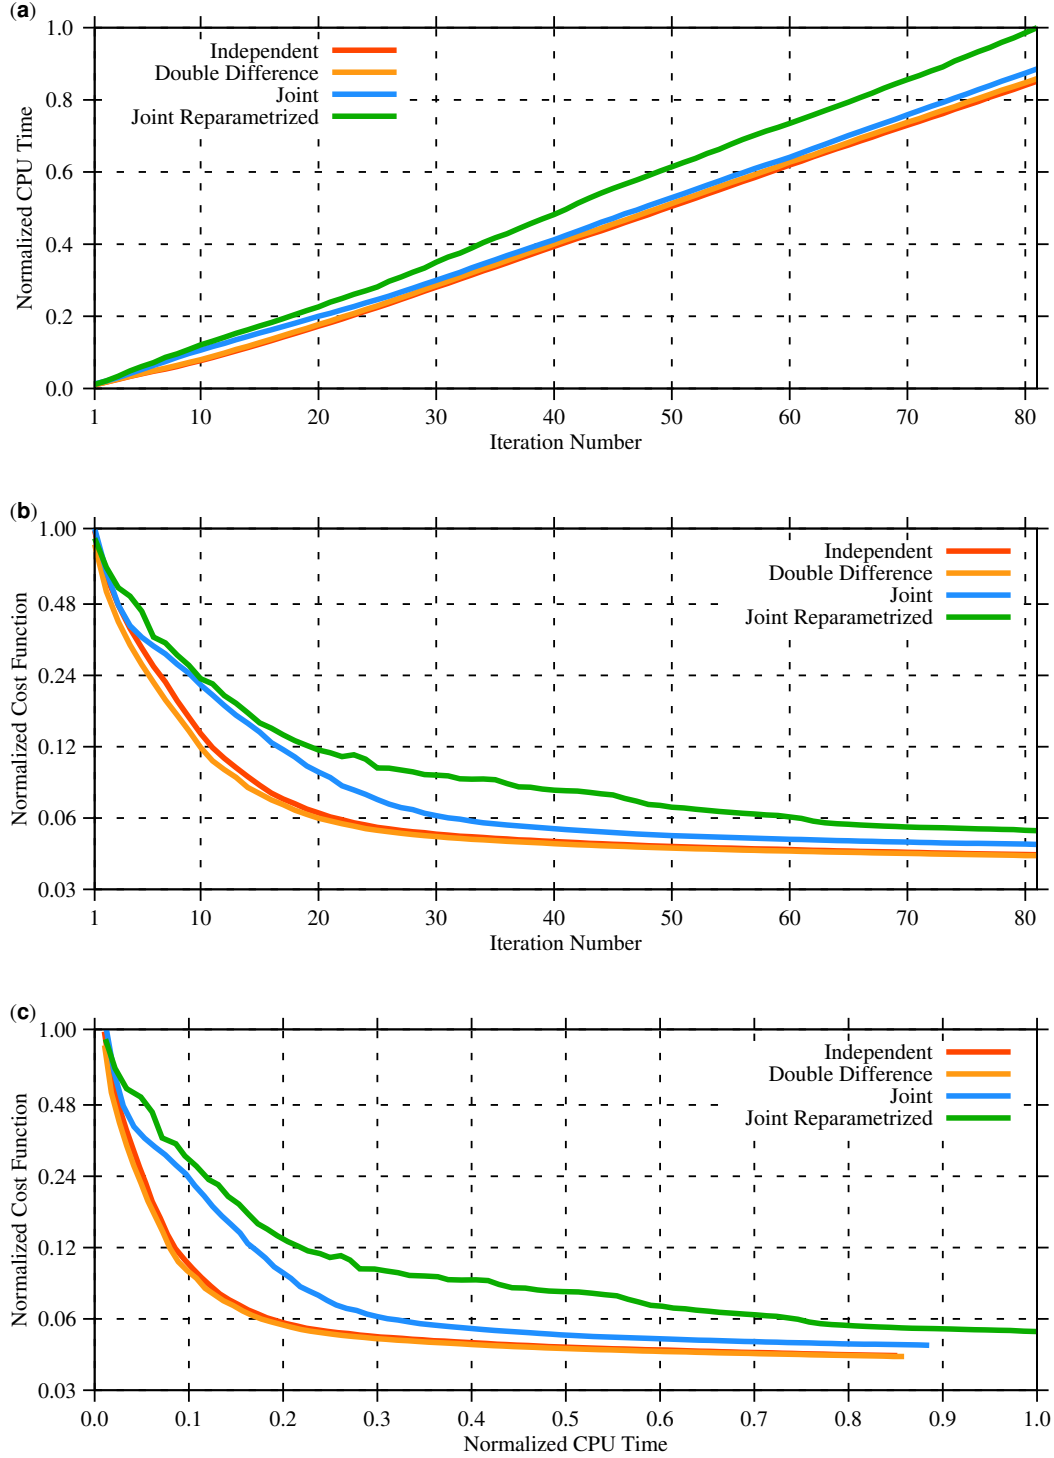 (a)
1.0
0.8
0.6
0.4
0.2
0.0
Normalized CPU Time
Independent
Double Difference
Joint
Joint Reparametrized
1 10 20 30 40 50 60 70 80
Iteration Number
(b)
1.00
0.48
0.24
0.12
0.06
0.03
Normalized Cost Function
Independent
Double Difference
Joint
Joint Reparametrized
1 10 20 30 40 50 60 70 80
Iteration Number
(c)
1.00
0.48
0.24
0.12
0.06
0.03
Normalized Cost Function
Independent
Double Difference
Joint
Joint Reparametrized
0.0 0.1 0.2 0.3 0.4 0.5 0.6 0.7 0.8 0.9 1.0
Normalized CPU Time